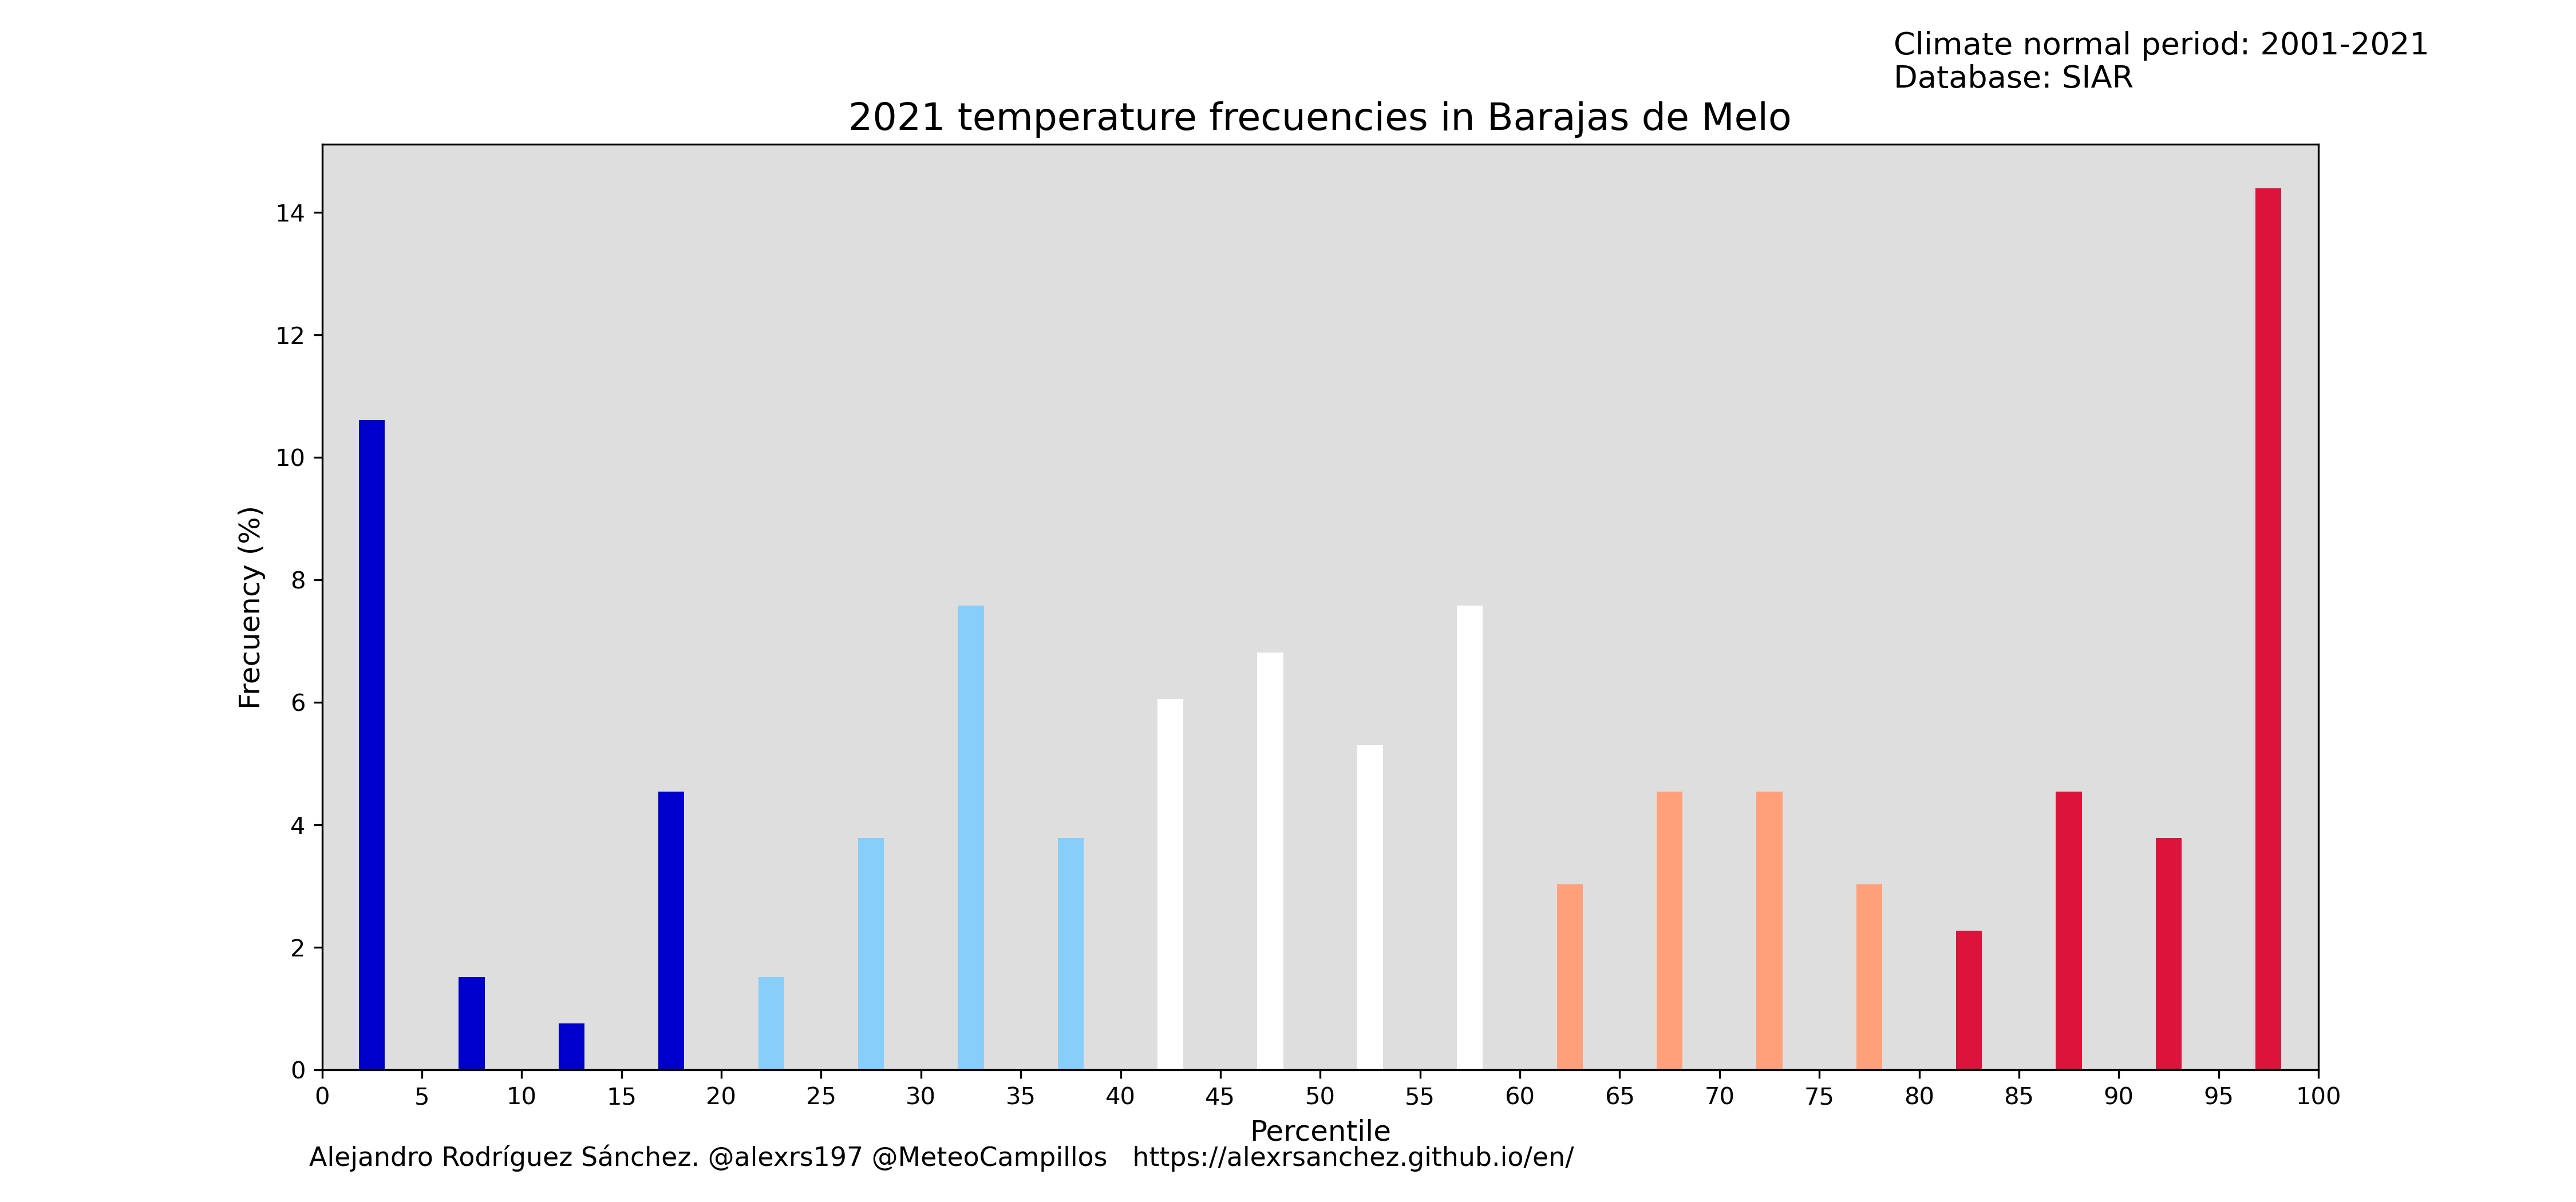 Climate normal period: 2001-2021
Database: SIAR
2021 temperature frecuencies in Barajas de Melo
14
12
10
8
6
4
2
0
Frecuency (%)
0 5 10 15 20 25 30 35 40 45 50 55 60 65 70 75 80 85 90 95 100
Percentile
Alejandro Rodríguez Sánchez. @alexrs197 @MeteoCampillos https://alexrsanchez.github.io/en/